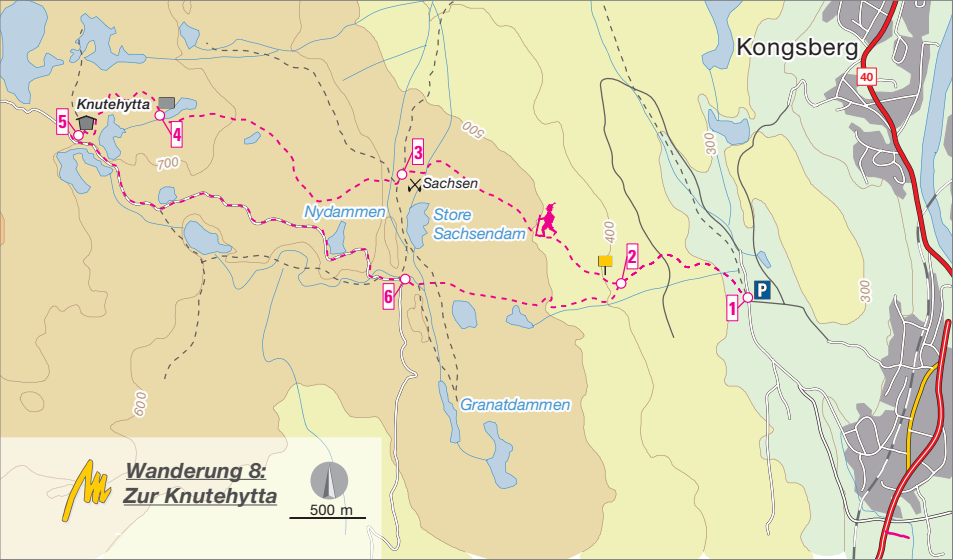 Kongsberg
40
500
300
Knutehytta
5
4
3
700
Sachsen
Nydammen
Store
Sachsendam
400
2
6
P
1
300
600
Granatdammen
Wanderung 8:
Zur Knutehytta
500 m